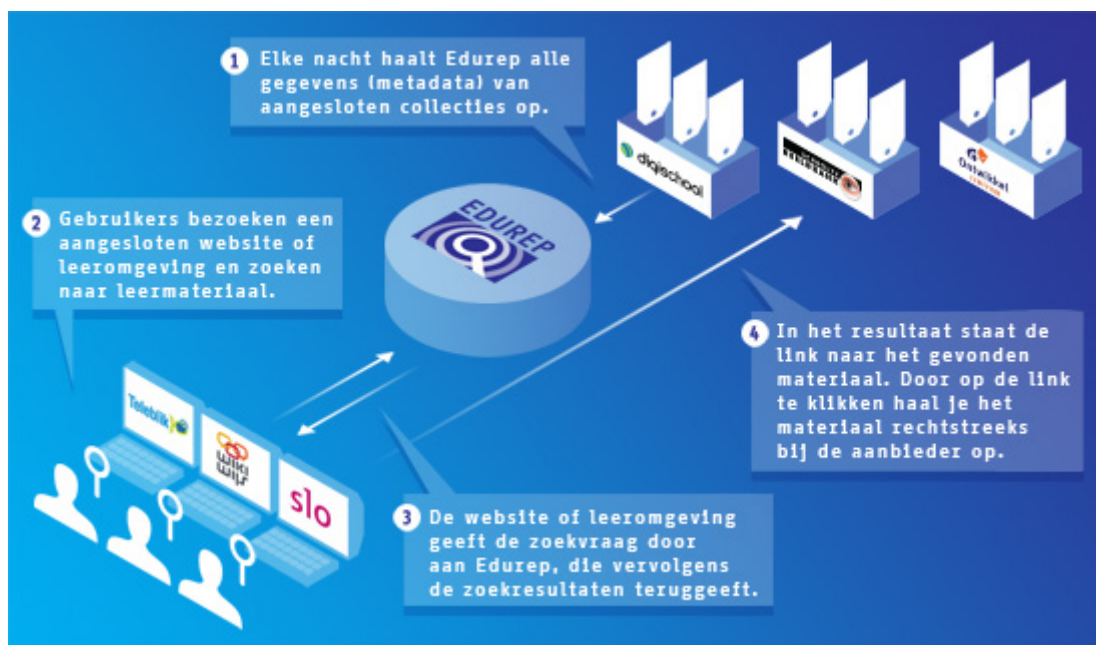 1 Elke nacht haalt Edurep alle
gegevens (metadata) van
aangesloten collecties op.
digischool
Ontwikkel
EDUREP
2 Gebruikers bezoeken een
aangesloten website of
leeromgeving en zoeken
naar leermateriaal.
4 In het resultaat staat de
link naar het gevonden
materiaal. Door op de link
te klikken haal je het
materiaal rechtstreeks
bij de aanbieder op.
Teleblik
WIKI
WIJS
slo
3 De website of leeromgeving
geeft de zoekvraag door
aan Edurep, die vervolgens
de zoekresultaten teruggeeft.